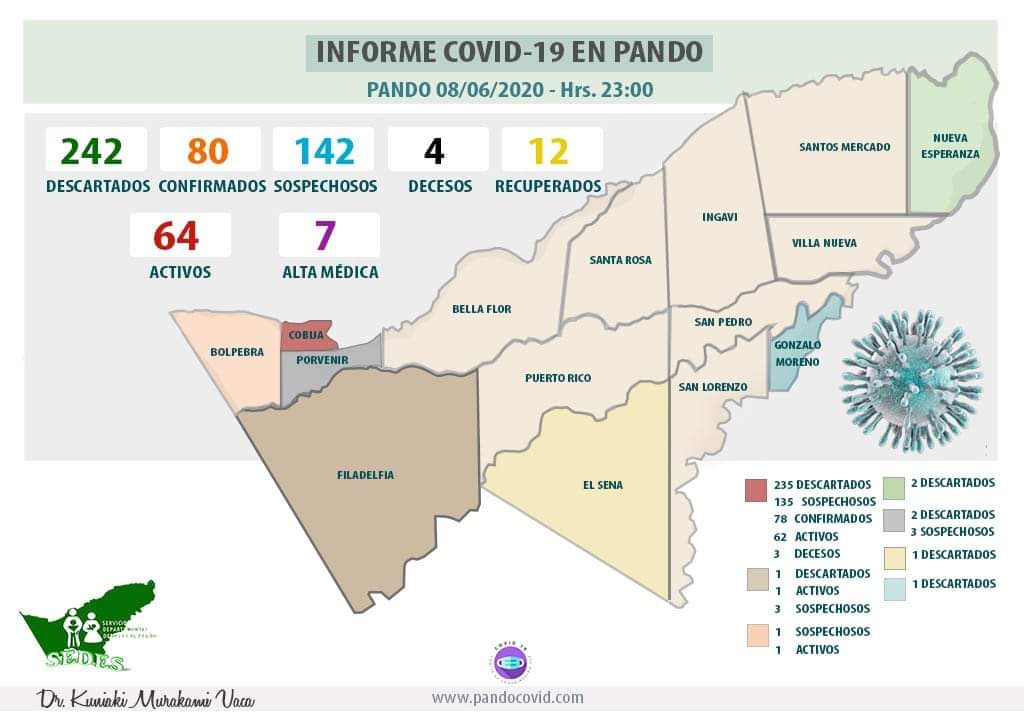 INFORME COVID-19 EN PANDO
PANDO 08/06/2020 - Hrs. 23:00
242 80 142 4 12
DESCARTADOS CONFIRMADOS SOSPECHOSOS DECESOS RECUPERADOS
64 7
ACTIVOS ALTA MÉDICA
SANTOS MERCADO
NUEVA
ESPERANZA
INGAVI
VILLA NUEVA
SANTA ROSA
BELLA FLOR
SAN PEDRO
COBIJA
GONZALO
MORENO
BOLPEBRA
PORVENIR
PUERTO RICO
SAN LORENZO
FILADELFIA
EL SENA
235 DESCARTADOS
135 SOSPECHOSOS
78 CONFIRMADOS
62 ACTIVOS
3 DECESOS
1 DESCARTADOS
1 ACTIVOS
3 SOSPECHOSOS
1 SOSPECHOSOS
1 ACTIVOS
2 DESCARTADOS
2 DESCARTADOS
3 SOSPECHOSOS
1 DESCARTADOS
1 DESCARTADOS
SERVICIO
DEPARTAMENTAL
SEDES
COVID 19
Dr. Kuniaki Murakami Vaca
www.pandocovid.com